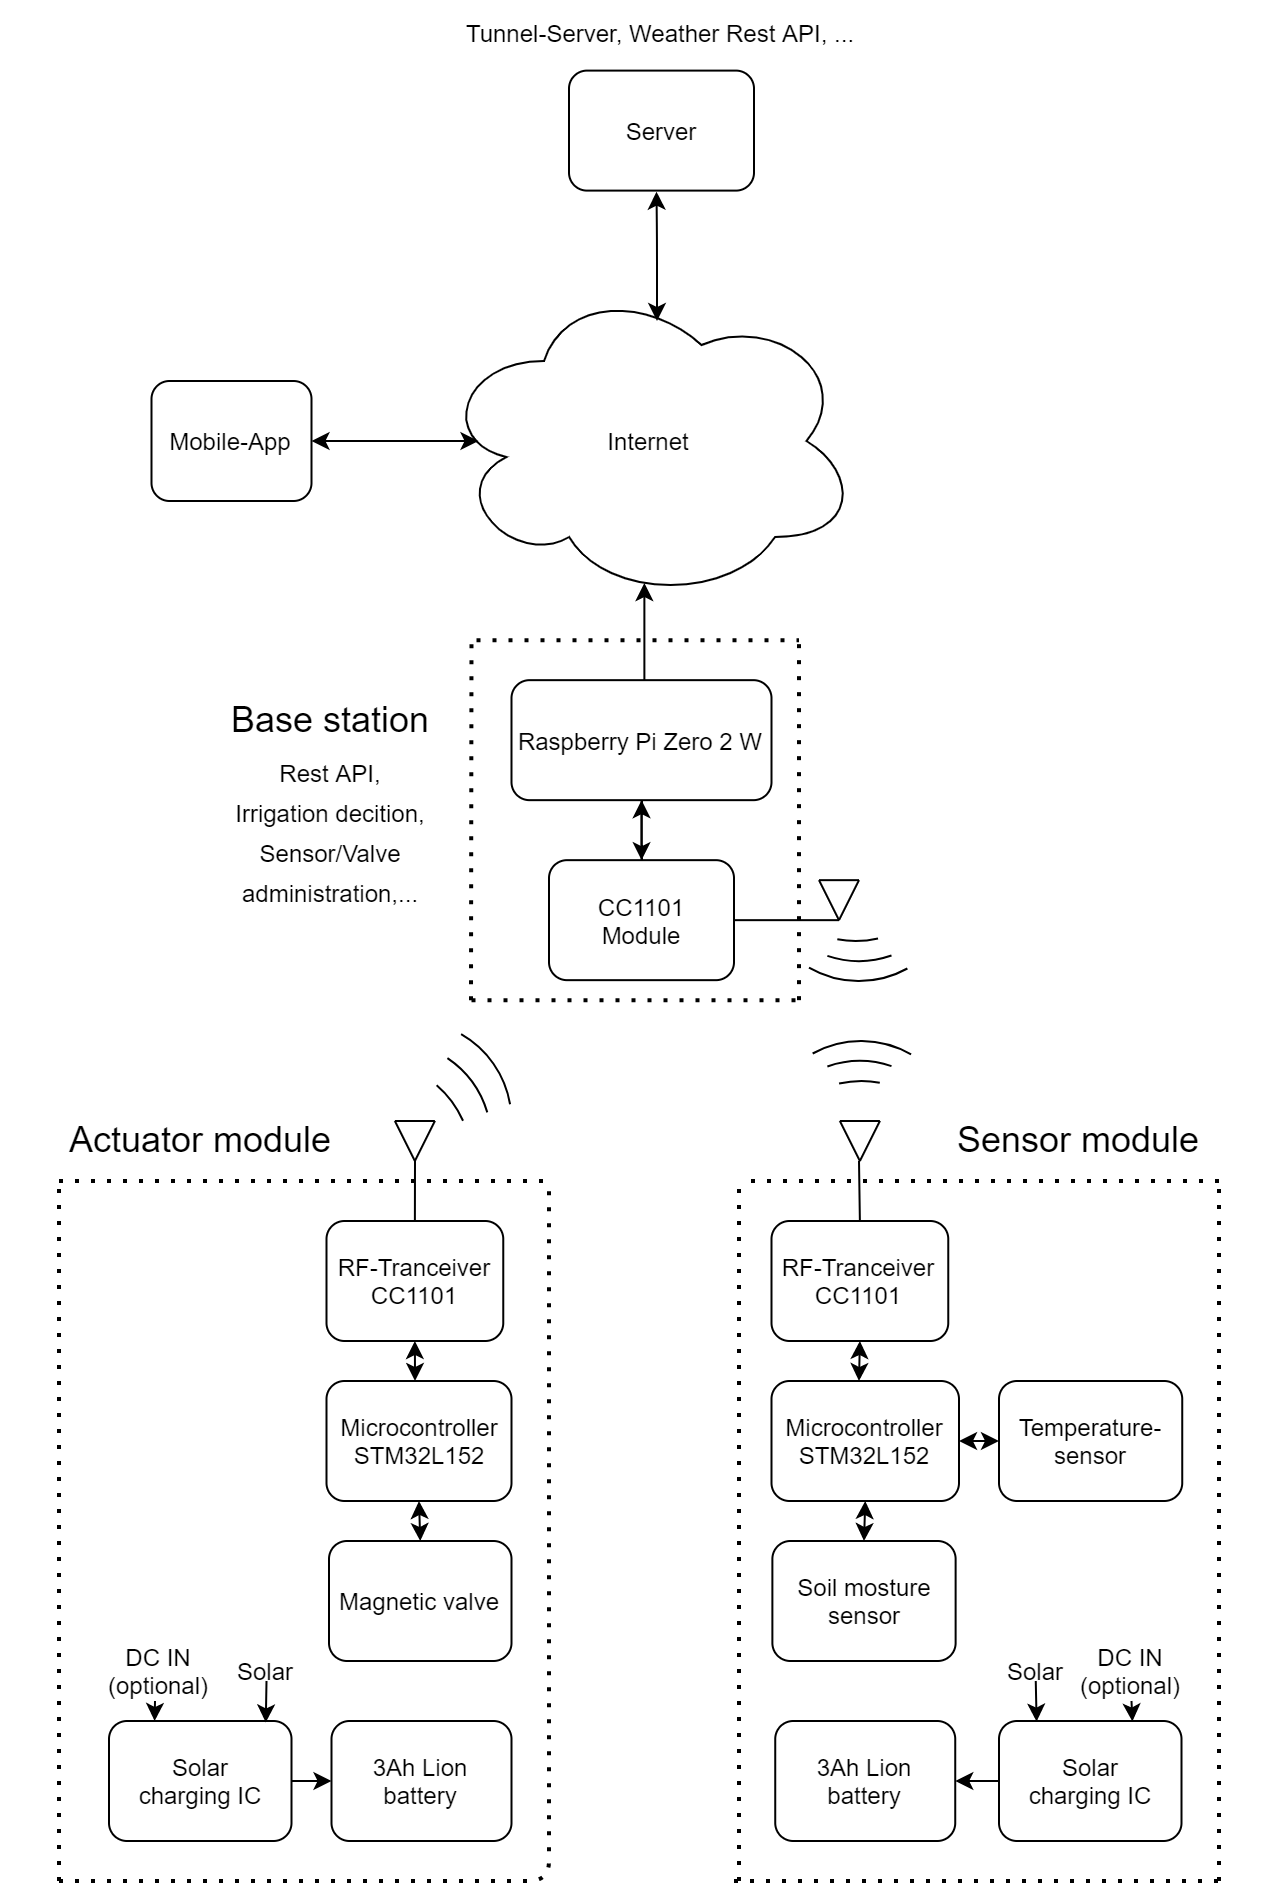 Tunnel-Server, Weather Rest API, ...
Server
Mobile-App
Internet
Base station
Rest API,
Irrigation decition,
Sensor/Valve
administration,...
Raspberry Pi Zero 2 W
CC1101
Module
Actuator module
RF-Tranceiver
CC1101
Microcontroller
STM32L152
Magnetic valve
DC IN
(optional)
Solar
Solar
charging IC
3Ah Lion
battery
Sensor module
RF-Tranceiver
CC1101
Microcontroller
STM32L152
Temperature-
sensor
Soil mosture
sensor
Solar
DC IN
(optional)
3Ah Lion
battery
Solar
charging IC